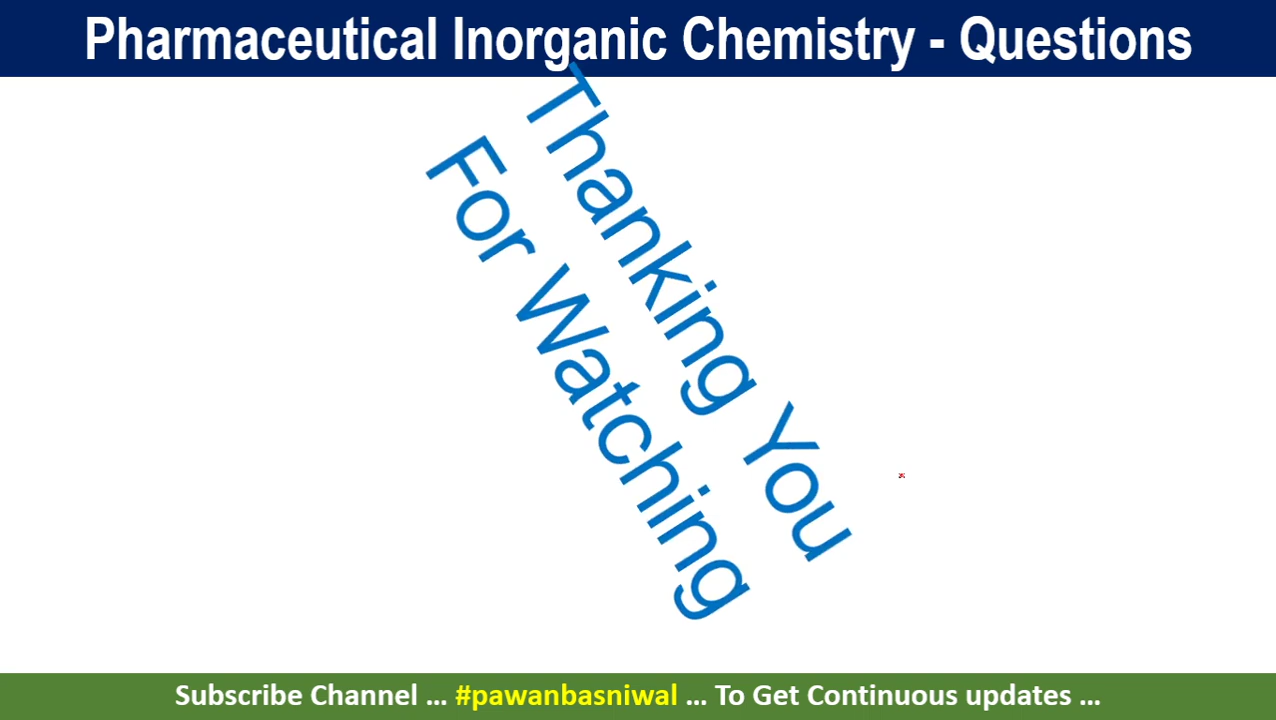 Pharmaceutical Inorganic Chemistry - Questions
Thanking You
For Watching
Subscribe Channel ... #pawanbasniwal ... To Get Continuous updates ...